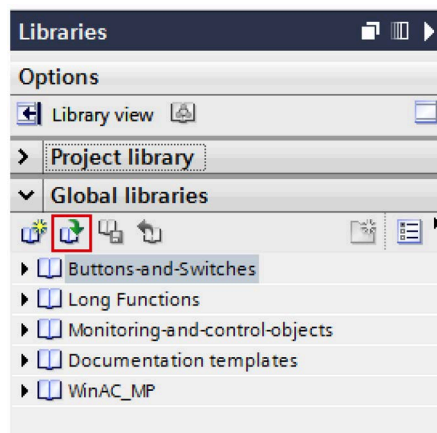 Libraries
Options
Library view
Project library
Global libraries
Buttons-and-Switches
Long Functions
Monitoring-and-control-objects
Documentation templates
WinAC_MP